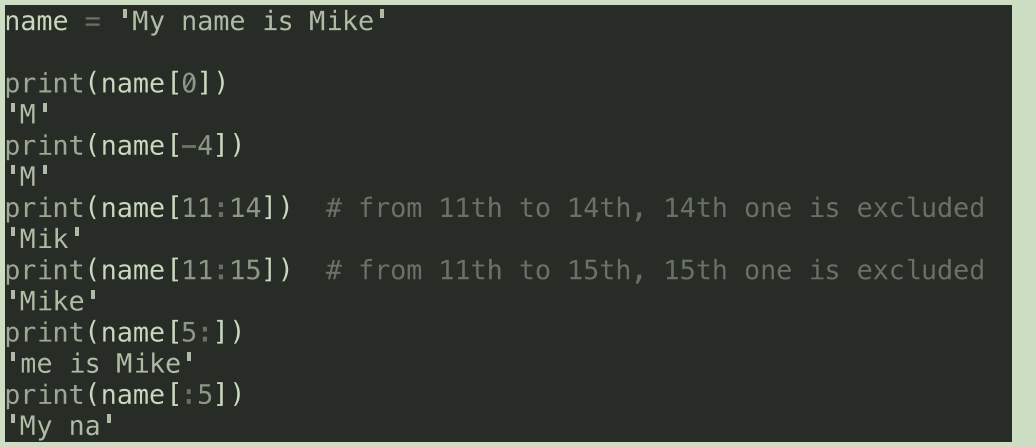 name = 'My name is Mike'
print(name[0])
'M'
print(name[-4])
'M'
print(name[11:14])  # from 11th to 14th, 14th one is excluded
'Mik'
print(name[11:15])  # from 11th to 15th, 15th one is excluded
'Mike'
print(name[5:])
'me is Mike'
print(name[:5])
'My na'